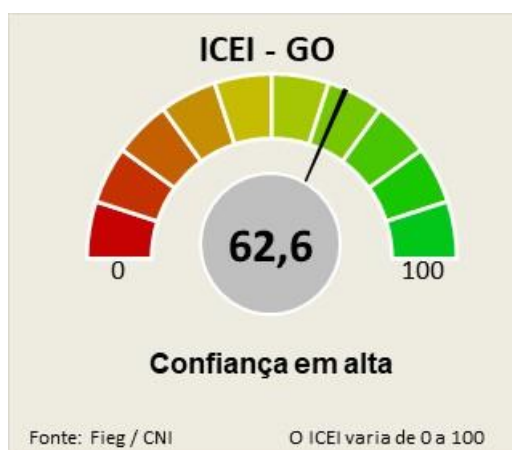 ICEI - GO
62,6
0 100
Confiança em alta
Fonte: Fieg / CNI O ICEI varia de 0 a 100